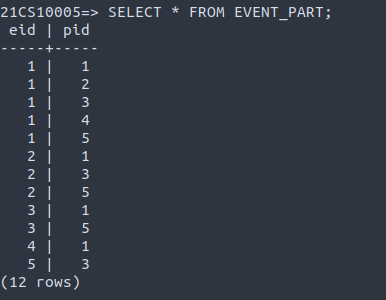 21CS10005=> SELECT * FROM EVENT_PART;
 eid | pid
-----+-----
   1 |   1
   1 |   2
   1 |   3
   1 |   4
   1 |   5
   2 |   1
   2 |   3
   2 |   5
   3 |   1
   3 |   5
   4 |   1
   5 |   3
(12 rows)